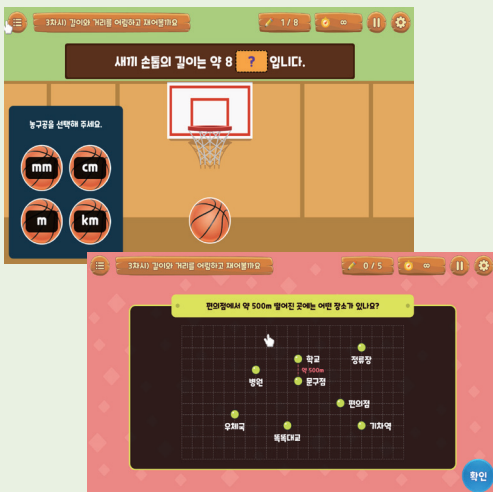 3차시) 길이와 거리를 어림하고 재어볼까요
1/8
∞
새끼 손톱의 길이는 약 8 ? 입니다.
농구공을 선택해 주세요.
mm
cm
m
km
3차시) 길이와 거리를 어림하고 재어볼까요
0/5
∞
편의점에서 약 500m 떨어진 곳에는 어떤 장소가 있나요?
학교
정류장
약 500m
병원
문구점
편의점
우체국
기차역
똑똑대교
확인